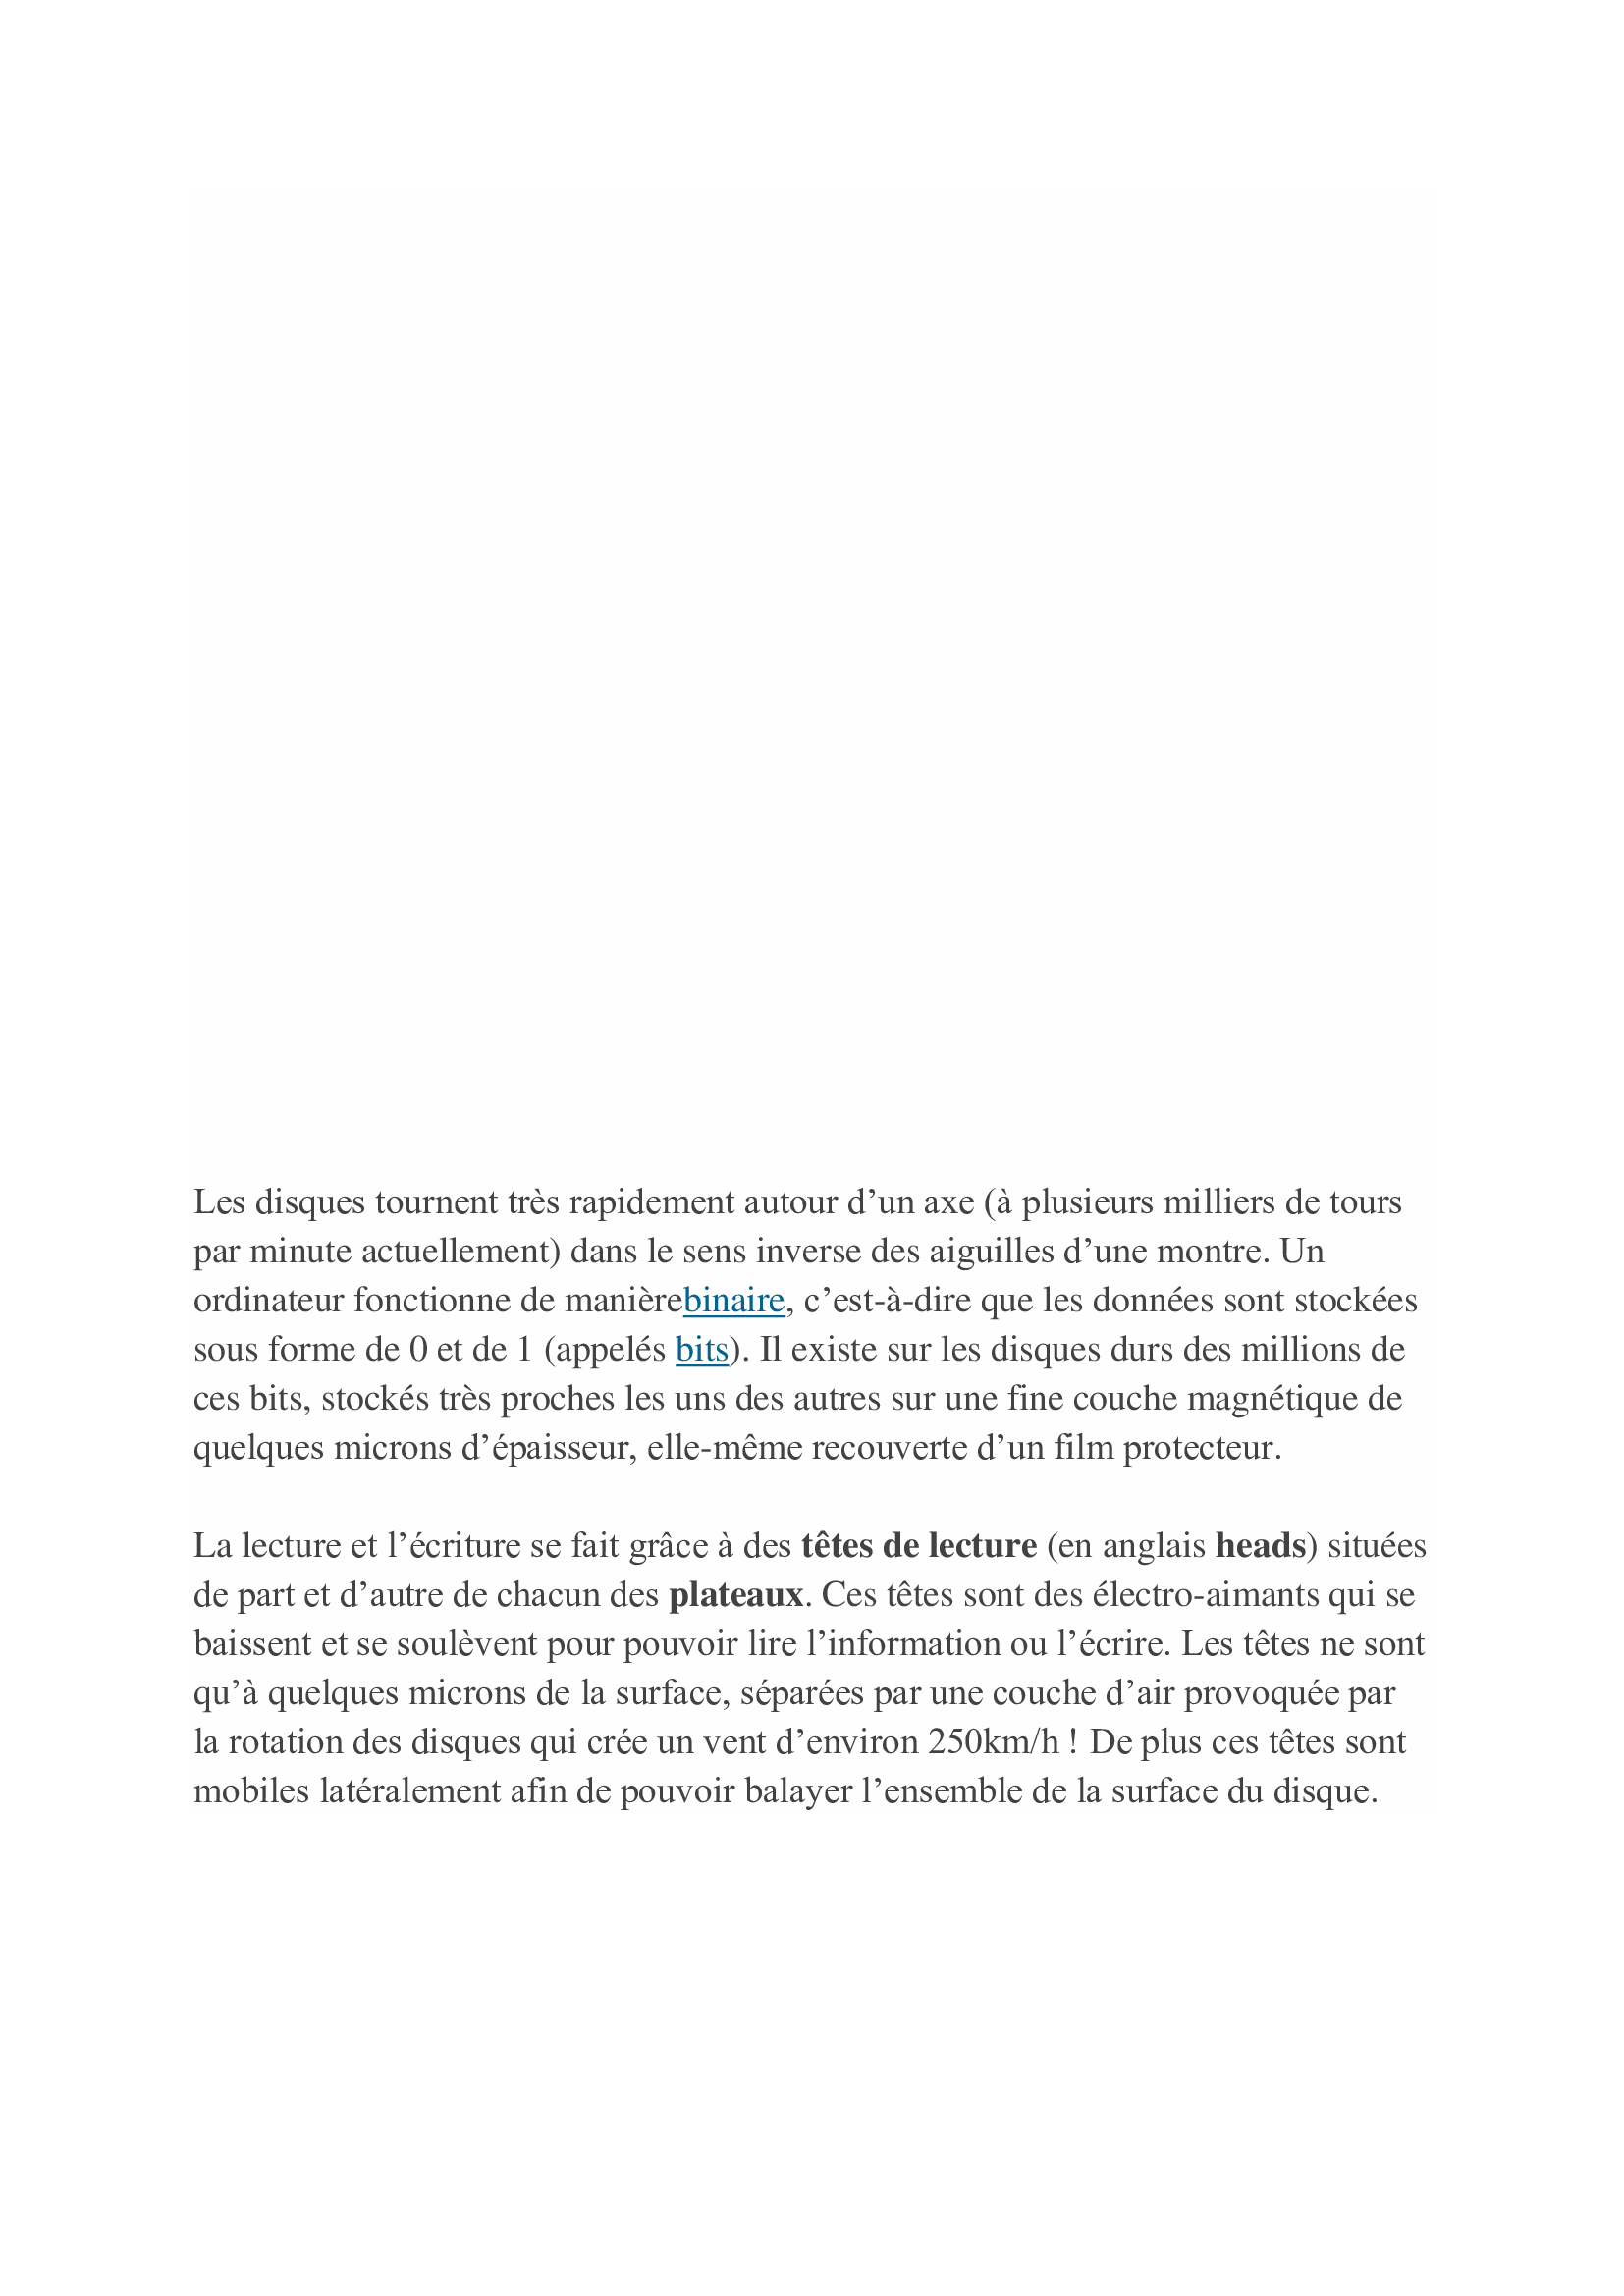 Les disques tournent très rapidement autour d’un axe (à plusieurs milliers de tours
par minute actuellement) dans le sens inverse des aiguilles d’une montre. Un
ordinateur fonctionne de manièrebinaire, c’est-à-dire que les données sont stockées
sous forme de 0 et de 1 (appelés bits). Il existe sur les disques durs des millions de
ces bits, stockés très proches les uns des autres sur une fine couche magnétique de
quelques microns d’épaisseur, elle-même recouverte d’un film protecteur.
La lecture et l’écriture se fait grâce à des têtes de lecture (en anglais heads) situées
de part et d’autre de chacun des plateaux. Ces têtes sont des électro-aimants qui se
baissent et se soulèvent pour pouvoir lire l’information ou l’écrire. Les têtes ne sont
qu’à quelques microns de la surface, séparées par une couche d’air provoquée par
la rotation des disques qui crée un vent d’environ 250km/h ! De plus ces têtes sont
mobiles latéralement afin de pouvoir balayer l’ensemble de la surface du disque.